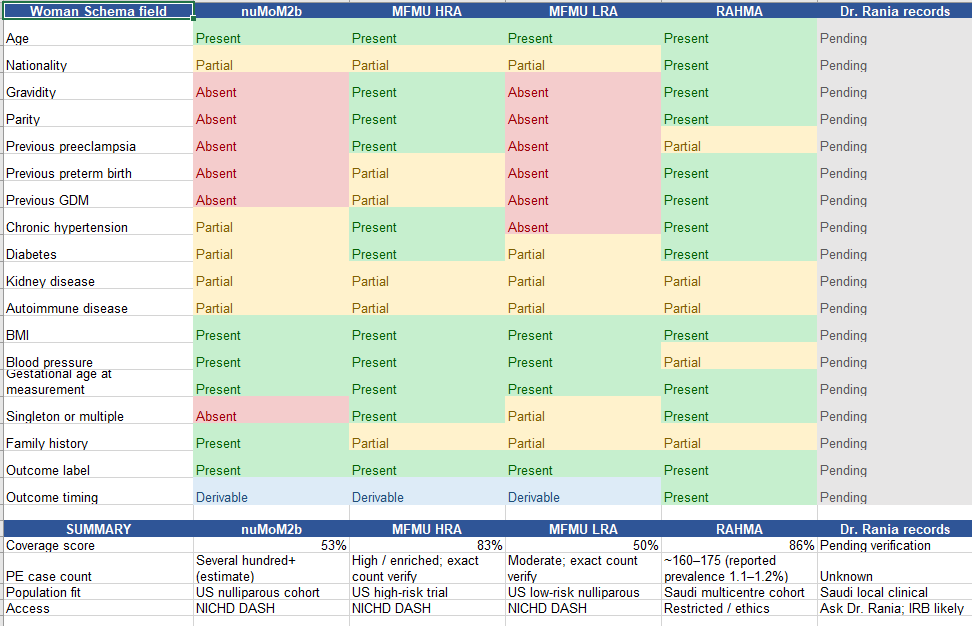 Woman Schema field nuMoM2b MFMU HRA MFMU LRA RAHMA Dr. Rania records
Age Present Present Present Present Pending
Nationality Partial Partial Partial Present Pending
Gravidity Absent Present Absent Present Pending
Parity Absent Present Absent Present Pending
Previous preeclampsia Absent Present Absent Partial Pending
Previous preterm birth Absent Partial Absent Present Pending
Previous GDM Absent Partial Absent Present Pending
Chronic hypertension Partial Present Absent Present Pending
Diabetes Partial Present Partial Present Pending
Kidney disease Partial Partial Partial Partial Pending
Autoimmune disease Partial Partial Partial Partial Pending
BMI Present Present Present Present Pending
Blood pressure Present Present Present Partial Pending
Gestational age at
measurement Present Present Present Present Pending
Singleton or multiple Absent Present Partial Present Pending
Family history Present Partial Partial Partial Pending
Outcome label Present Present Present Present Pending
Outcome timing Derivable Derivable Derivable Present Pending
SUMMARY nuMoM2b MFMU HRA MFMU LRA RAHMA Dr. Rania records
Coverage score 53% 83% 50% 86% Pending verification
Several hundred+ High / enriched; exact Moderate; exact count ~160–175 (reported
PE case count (estimate) count verify verify prevalence 1.1–1.2%) Unknown
Population fit US nulliparous cohort US high-risk trial US low-risk nulliparous Saudi multicentre cohort Saudi local clinical
Access NICHD DASH NICHD DASH NICHD DASH Restricted / ethics Ask Dr. Rania; IRB likely